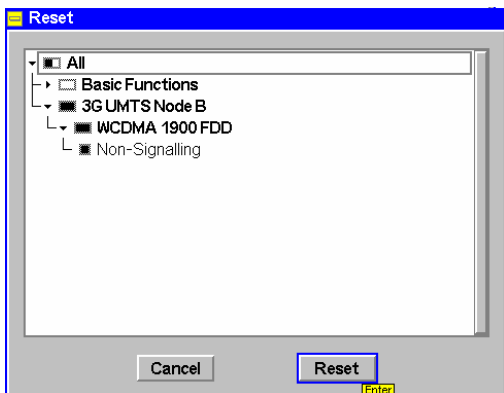 Reset
All
Basic Functions
3G UMTS Node B
WCDMA 1900 FDD
Non-Signalling
Cancel
Reset
Enter